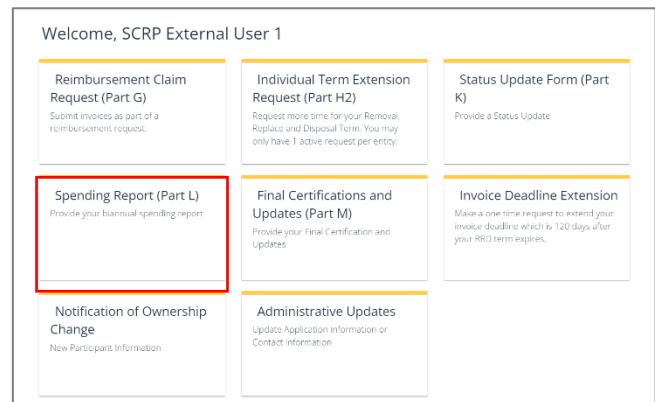 Welcome, SCRP External User 1
Reimbursement Claim
Request (Part G)
Submit invoices as part of a
reimbursement request.
Individual Term Extension
Request (Part H2)
Request more time for your Removal,
Replace and Disposal Term. You may
only have 1 active request per entity.
Status Update Form (Part
K)
Provide a Status Update
Spending Report (Part L)
Provide your biannual spending report
Final Certifications and
Updates (Part M)
Provide your Final Certification and
Updates
Invoice Deadline Extension
Make a one time request to extend your
invoice deadline which is 120 days after
your RRD term expires.
Notification of Ownership
Change
New Participant Information
Administrative Updates
Update Application information or
Contact Information